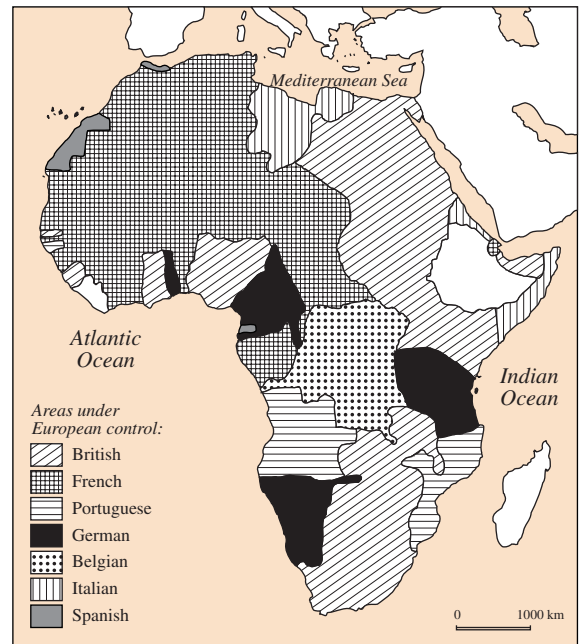 Mediterranean Sea
Atlantic
Ocean
Indian
Ocean
Areas under
European control:
British
French
Portuguese
German
Belgian
Italian
Spanish
0 1000 km